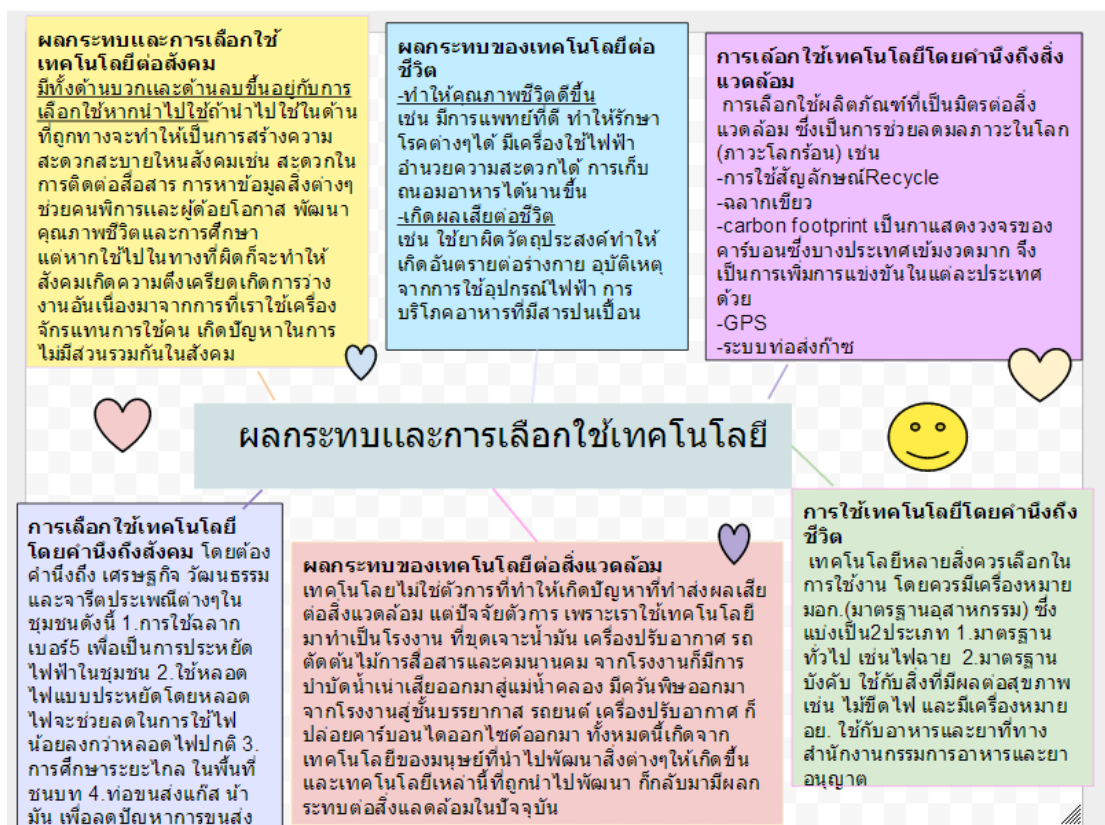 ผลกระทบและการเลือกใช้
เทคโนโลยีต่อสังคม
มีทั้งด้านบวกและด้านลบขึ้นอยู่กับการ
เลือกใช้หากนำไปใช้ถ้านำไปใช้ในด้าน
ที่ถูกทางจะทำให้เป็นการสร้างความ
สะดวกสะบายใหนสังคมเช่น สะดวกใน
การติดต่อสื่อสาร การหาข้อมูลสิ่งต่างๆ
ช่วยคนพิการและผู้ด้อยโอกาส พัฒนา
คุณภาพชีวิตและการศึกษา
แต่หากใช้ไปในทางที่ผิดก็จะทำให้
สังคมเกิดความตึงเครียดเกิดการว่าง
งานอันเนื่องมาจากการที่เราใช้เครื่อง
จักรแทนการใช้คน เกิดปัญหาในการ
ไม่มีส่วนรวมกันในสังคม
ผลกระทบของเทคโนโลยีต่อ
ชีวิต
-ทำให้คุณภาพชีวิตดีขึ้น
เช่น มีการแพทย์ที่ดี ทำให้รักษา
โรคต่างๆได้ มีเครื่องใช้ไฟฟ้า
อำนวยความสะดวกได้ การเก็บ
ถนอมอาหารได้นานขึ้น
-เกิดผลเสียต่อชีวิต
เช่น ใช้ยาผิดวัตถุประสงค์ทำให้
เกิดอันตรายต่อร่างกาย อุบัติเหตุ
จากการใช้อุปกรณ์ไฟฟ้า การ
บริโภคอาหารที่มีสารปนเปื้อน
การเลือกใช้เทคโนโลยีโดยคำนึงถึงสิ่ง
แวดล้อม
การเลือกใช้ผลิตภัณฑ์ที่เป็นมิตรต่อสิ่ง
แวดล้อม ซึ่งเป็นการช่วยลดมลภาวะในโลก
(ภาวะโลกร้อน) เช่น
-การใช้สัญลักษณ์Recycle
-ฉลากเขียว
-carbon footprint เป็นกาแสดงวงจรของ
คาร์บอนซึ่งบางประเทศเข้มงวดมาก จึง
เป็นการเพิ่มการแข่งขันในแต่ละประเทศ
ด้วย
-GPS
-ระบบท่อส่งก๊าซ
ผลกระทบและการเลือกใช้เทคโนโลยี
การเลือกใช้เทคโนโลยี
โดยคำนึงถึงสังคม โดยต้อง
คำนึงถึง เศรษฐกิจ วัฒนธรรม
และจารีตประเพณีต่างๆใน
ชุมชนดังนี้ 1.การใช้ฉลาก
เบอร์5 เพื่อเป็นการประหยัด
ไฟฟ้าในชุมชน 2.ใช้หลอด
ไฟแบบประหยัดโดยหลอด
ไฟจะช่วยลดในการใช้ไฟ
น้อยลงกว่าหลอดไฟปกติ 3.
การศึกษาระยะไกล ในพื้นที่
ชนบท 4.ท่อขนส่งแก๊ส น้ำ
มัน เพื่อลดปัญหาการขนส่ง
ผลกระทบของเทคโนโลยีต่อสิ่งแวดล้อม
เทคโนโลยไม่ใช่ตัวการที่ทำให้เกิดปัญหาที่ทำส่งผลเสีย
ต่อสิ่งแวดล้อม แต่ปัจจัยตัวการ เพราะเราใช้เทคโนโลยี
มาทำเป็นโรงงาน ที่ขุดเจาะน้ำมัน เครื่องปรับอากาศ รถ
ตัดต้นไม้การสื่อสารและคมนานคม จากโรงงานก็มีการ
ปาบัดน้ำเน่าเสียออกมาสู่แม่น้ำคลอง มีควันพิษออกมา
จากโรงงานสู่ชั้นบรรยากาส รถยนต์ เครื่องปรับอากาศ ก็
ปล่อยคาร์บอนไดออกไซด์ออกมา ทั้งหมดนี้เกิดจาก
เทคโนโลยีของมนุษย์ที่นำไปพัฒนาสิ่งต่างๆให้เกิดขึ้น
และเทคโนโลยีเหล่านี้ที่ถูกนำไปพัฒนา ก็กลับมามีผลก
ระทบต่อสิ่งแลดล้อมในปัจจุบัน
การใช้เทคโนโลยีโดยคำนึงถึง
ชีวิต
เทคโนโลยีหลายสิ่งควรเลือกใน
การใช้งาน โดยควรมีเครื่องหมาย
มอก.(มาตรฐานอุสาหกรรม) ซึ่ง
แบ่งเป็น2ประเภท 1.มาตรฐาน
ทั่วไป เช่นไฟฉาย 2.มาตรฐาน
บังคับ ใช้กับสิ่งที่มีผลต่อสุขภาพ
เช่น ไม้ขีดไฟ และมีเครื่องหมาย
อย. ใช้กับอาหารและยาที่ทาง
สำนักงานกรรมการอาหารและยา
อนุญาต